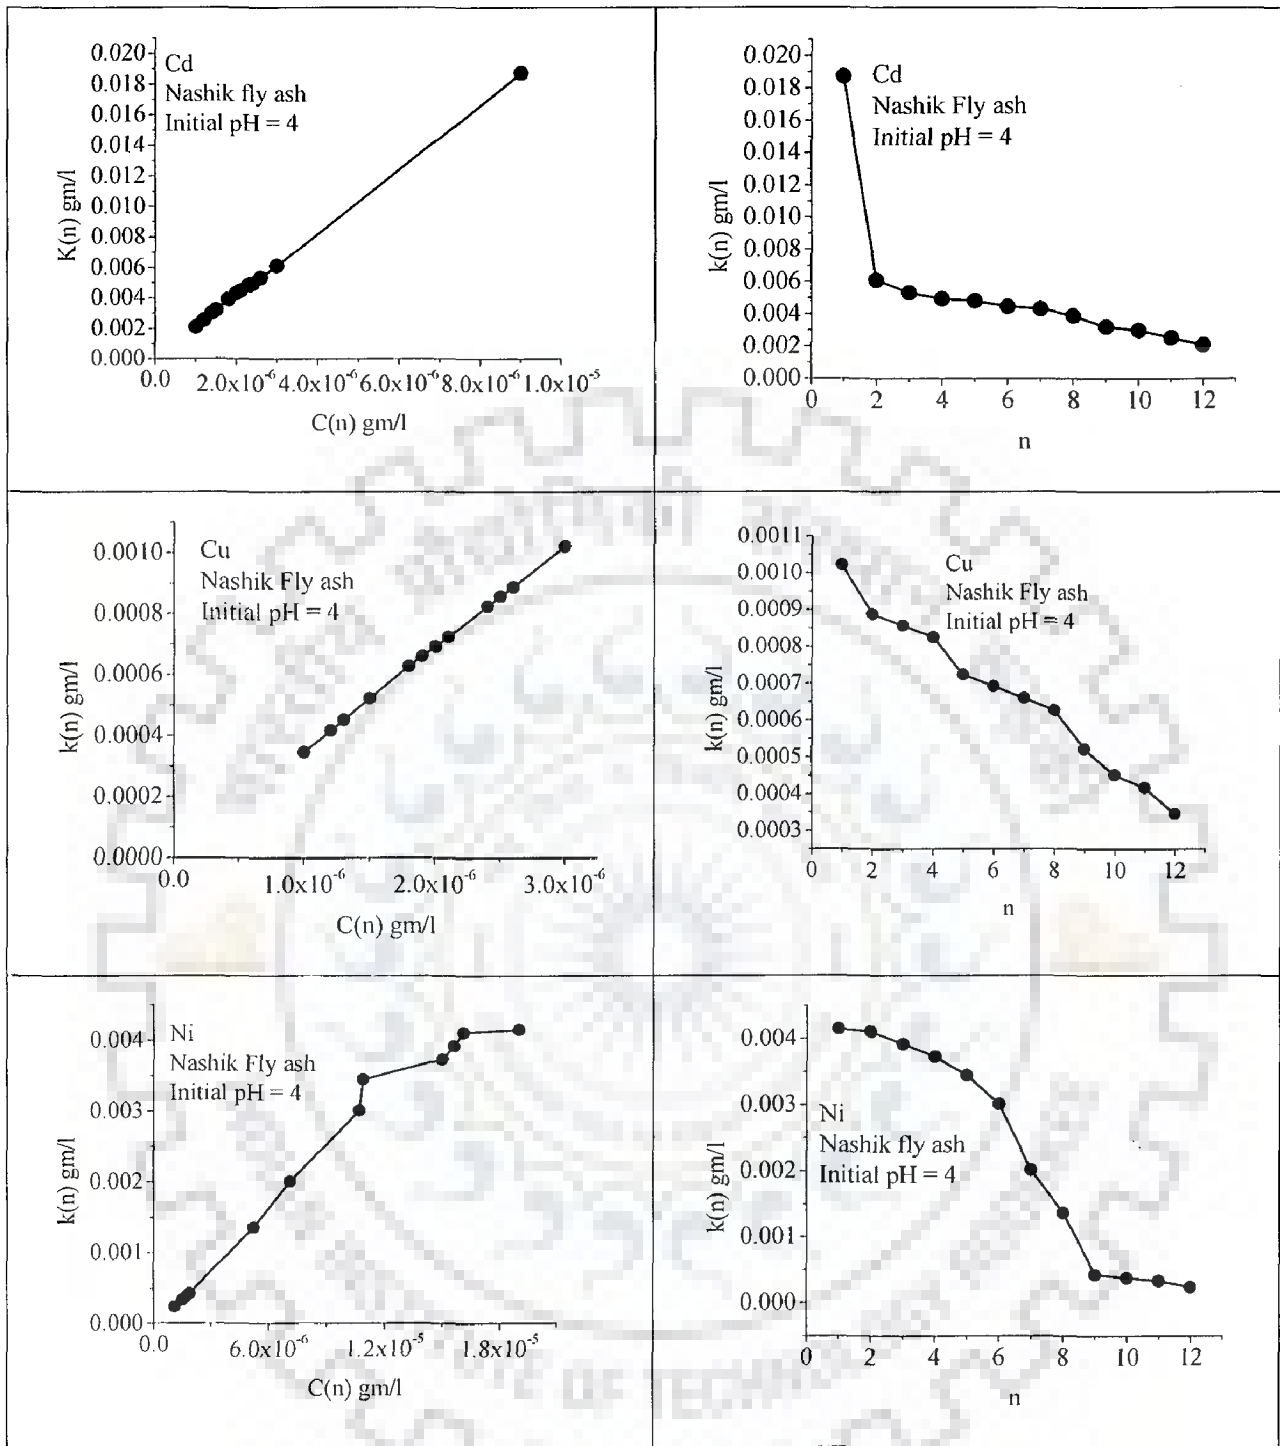 0.020
0.018
0.016
0.014
0.012
0.010
0.008
0.006
0.004
0.002
0.000
K(n) gm/l
Cd
Nashik fly ash
Initial pH = 4
0.0 2.0x10⁻⁶ 4.0x10⁻⁶ 6.0x10⁻⁶ 8.0x10⁻⁶ 1.0x10⁻⁵
C(n) gm/l
0.020
0.018
0.016
0.014
0.012
0.010
0.008
0.006
0.004
0.002
0.000
k(n) gm/l
Cd
Nashik Fly ash
Initial pH = 4
0 2 4 6 8 10 12
n
0.0010
0.0008
0.0006
0.0004
0.0002
0.0000
k(n) gm/l
Cu
Nashik Fly ash
Initial pH = 4
0.0 1.0x10⁻⁶ 2.0x10⁻⁶ 3.0x10⁻⁶
C(n) gm/l
0.0011
0.0010
0.0009
0.0008
0.0007
0.0006
0.0005
0.0004
0.0003
k(n) gm/l
Cu
Nashik Fly ash
Initial pH = 4
0 2 4 6 8 10 12
n
0.004
0.003
0.002
0.001
0.000
k(n) gm/l
Ni
Nashik Fly ash
Initial pH = 4
0.0 6.0x10⁻⁶ 1.2x10⁻⁵ 1.8x10⁻⁵
C(n) gm/l
0.004
0.003
0.002
0.001
0.000
k(n) gm/l
Ni
Nashik fly ash
Initial pH = 4
0 2 4 6 8 10 12
n